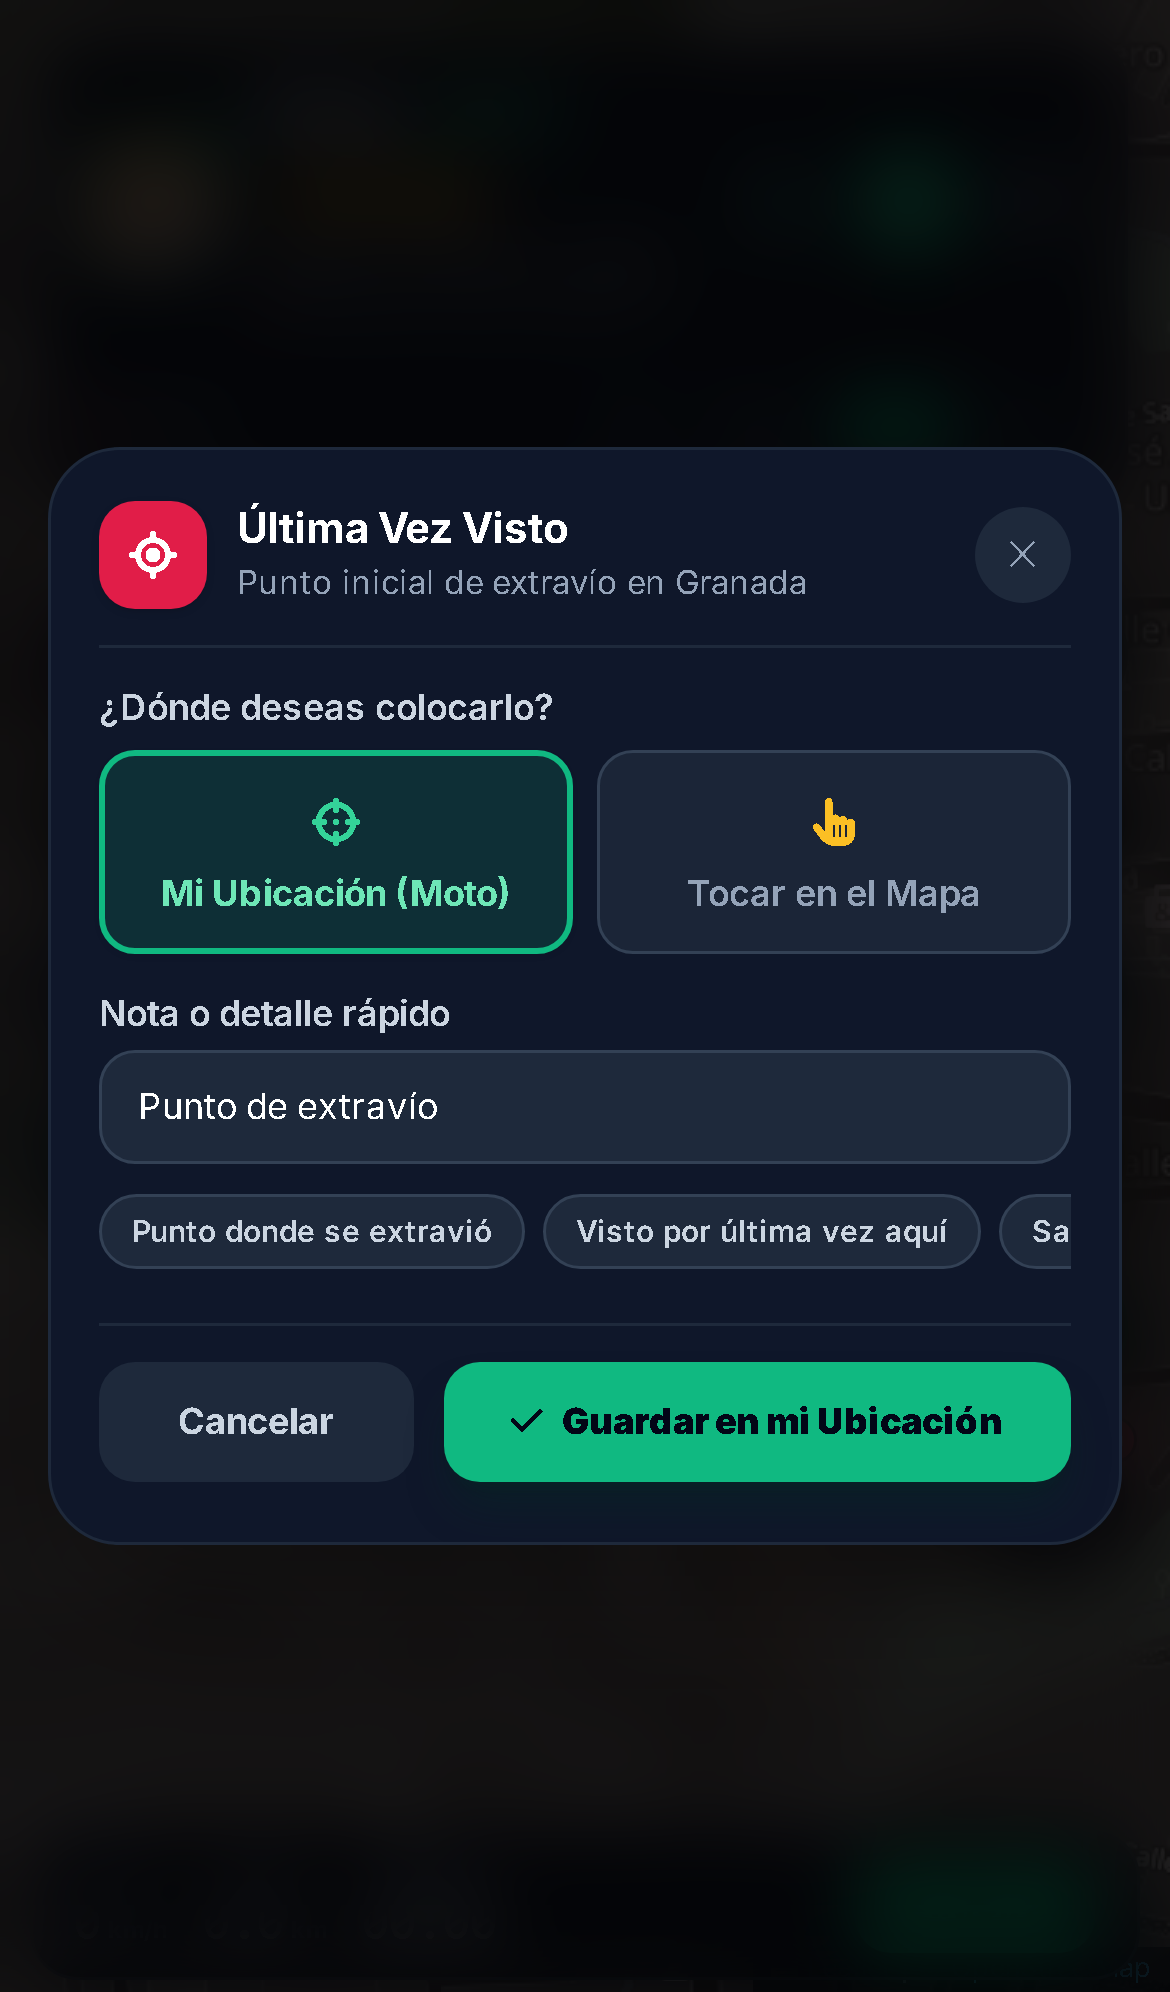 Última Vez Visto
Punto inicial de extravío en Granada
¿Dónde deseas colocarlo?
Mi Ubicación (Moto)
Tocar en el Mapa
Nota o detalle rápido
Punto de extravío
Punto donde se extravió
Visto por última vez aquí
Sa
Cancelar
Guardar en mi Ubicación